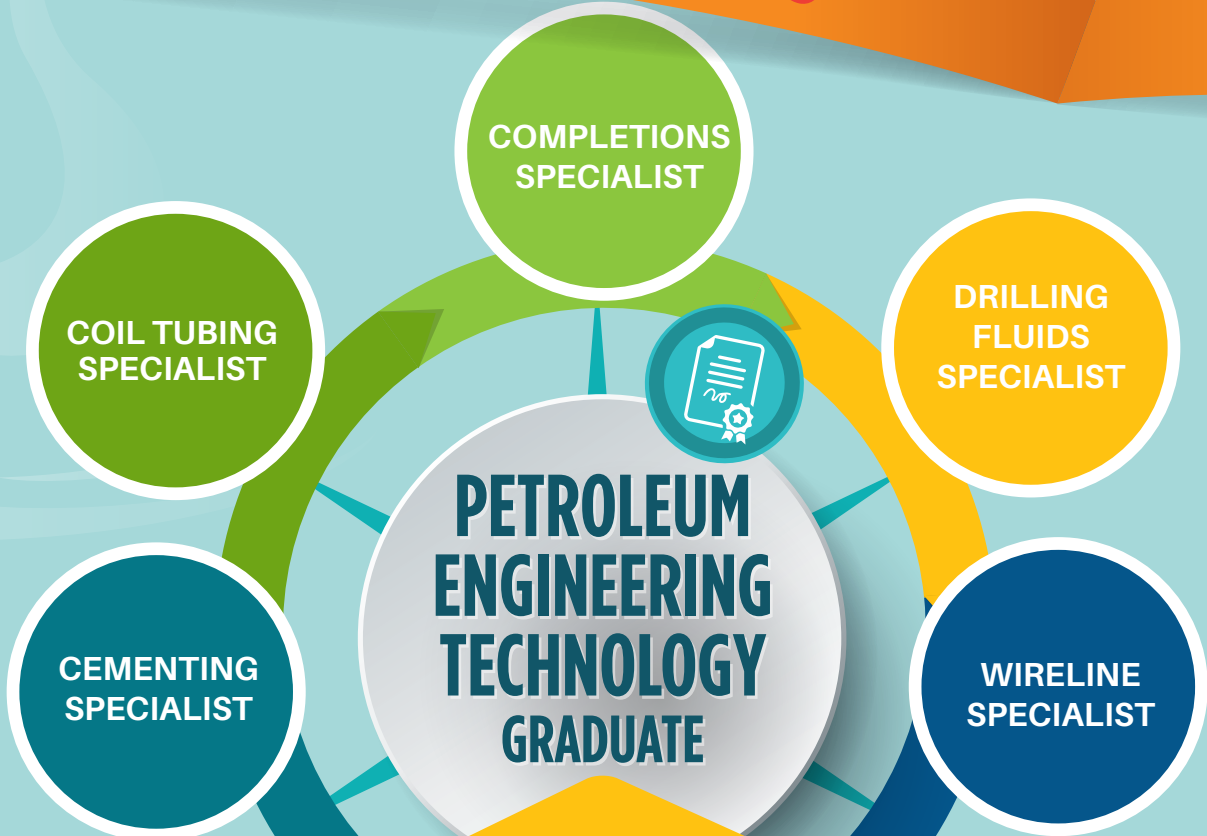 COMPLETIONS
SPECIALIST
COIL TUBING
SPECIALIST
DRILLING
FLUIDS
SPECIALIST
PETROLEUM
ENGINEERING
TECHNOLOGY
GRADUATE
CEMENTING
SPECIALIST
WIRELINE
SPECIALIST